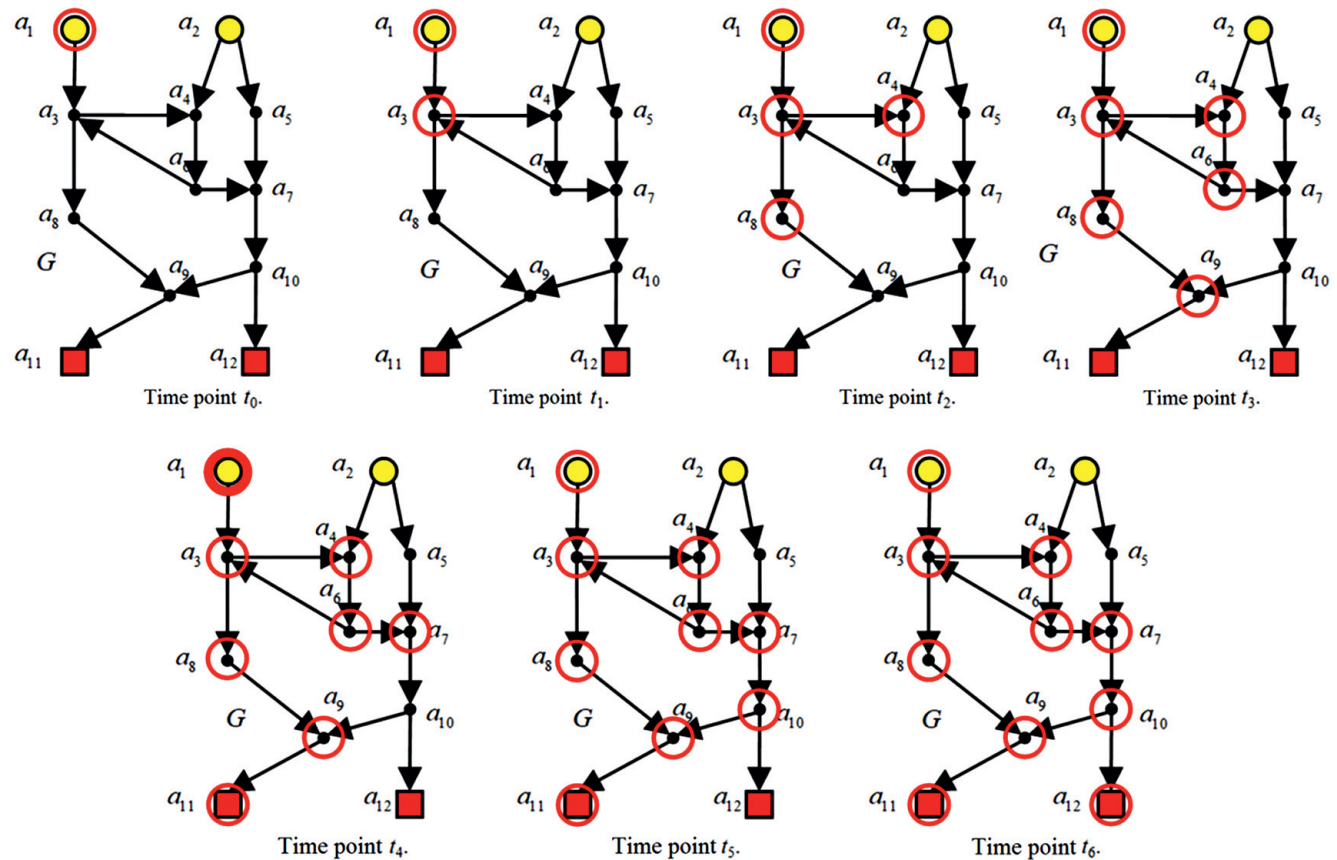 a1 a2 a1 a2 a1 a2 a1 a2
a4 a4 a4 a4
a3 a5 a3 a5 a3 a5 a3 a5
a6 a6 a6 a6
a7 a7 a7 a7
a8 a8 a8 a8
G a9 a10 G a9 a10 G a9 a10 G a9 a10
a11 a12 a11 a12 a11 a12 a11 a12
Time point t0. Time point t1. Time point t2. Time point t3.
a1 a2 a1 a2 a1 a2
a4 a4 a4
a3 a5 a3 a5 a3 a5
a6 a6 a6
a7 a7 a7
a8 a8 a8
G a9 a10 G a9 a10 G a9 a10
a11 a12 a11 a12 a11 a12
Time point t4. Time point t5. Time point t6.